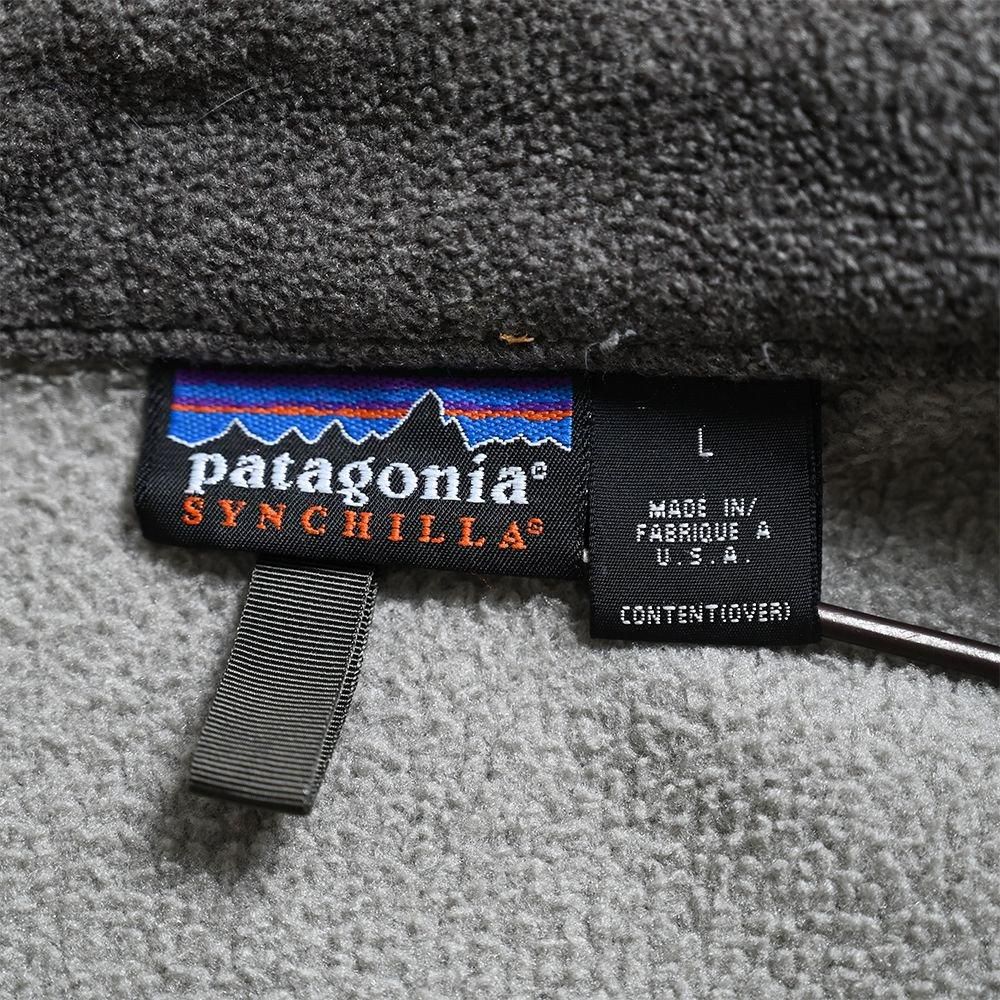 patagonia®
SYNCHILLA®
L
MADE IN/
FABRIQUE A
U.S.A.
CONTENT(OVER)